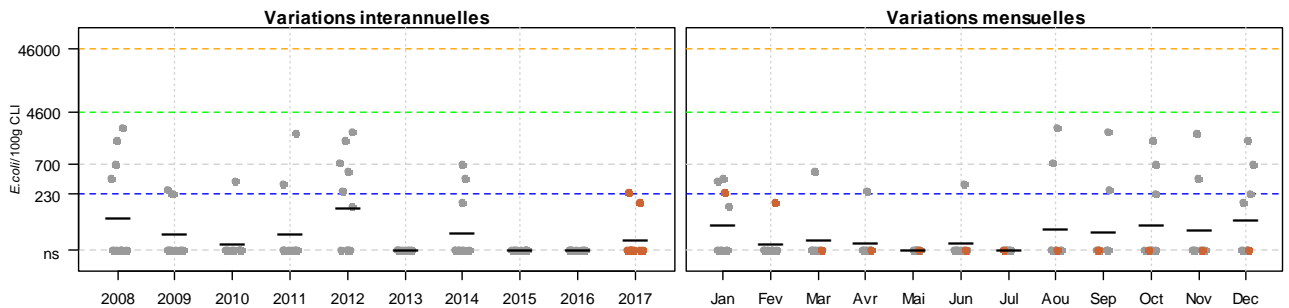 Variations interannuelles
Variations mensuelles
E.coli/100g CLI
46000
4600
700
230
ns
2008 2009 2010 2011 2012 2013 2014 2015 2016 2017
Jan Fev Mar Avr Mai Jun Jul Aou Sep Oct Nov Dec